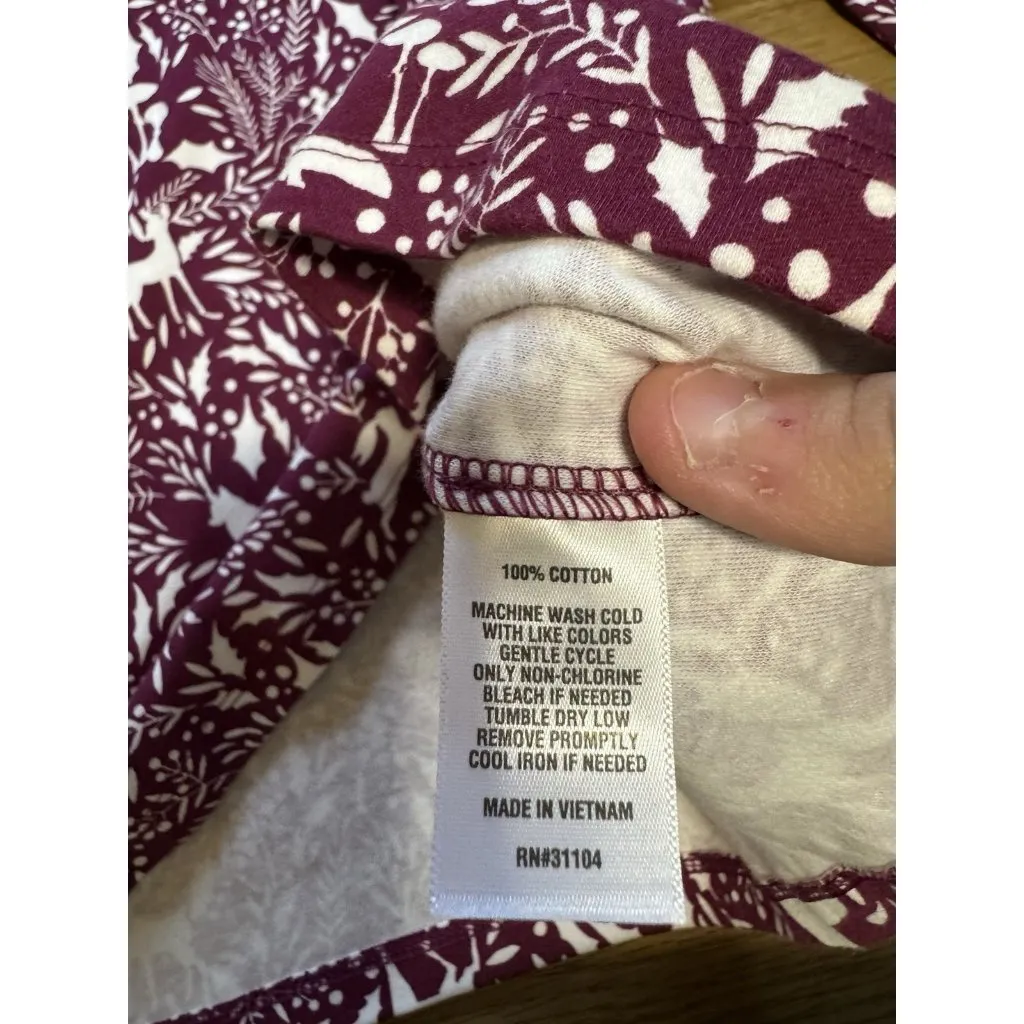 100% COTTON
MACHINE WASH COLD
WITH LIKE COLORS
GENTLE CYCLE
ONLY NON-CHLORINE
BLEACH IF NEEDED
TUMBLE DRY LOW
REMOVE PROMPTLY
COOL IRON IF NEEDED
MADE IN VIETNAM
RN#31104